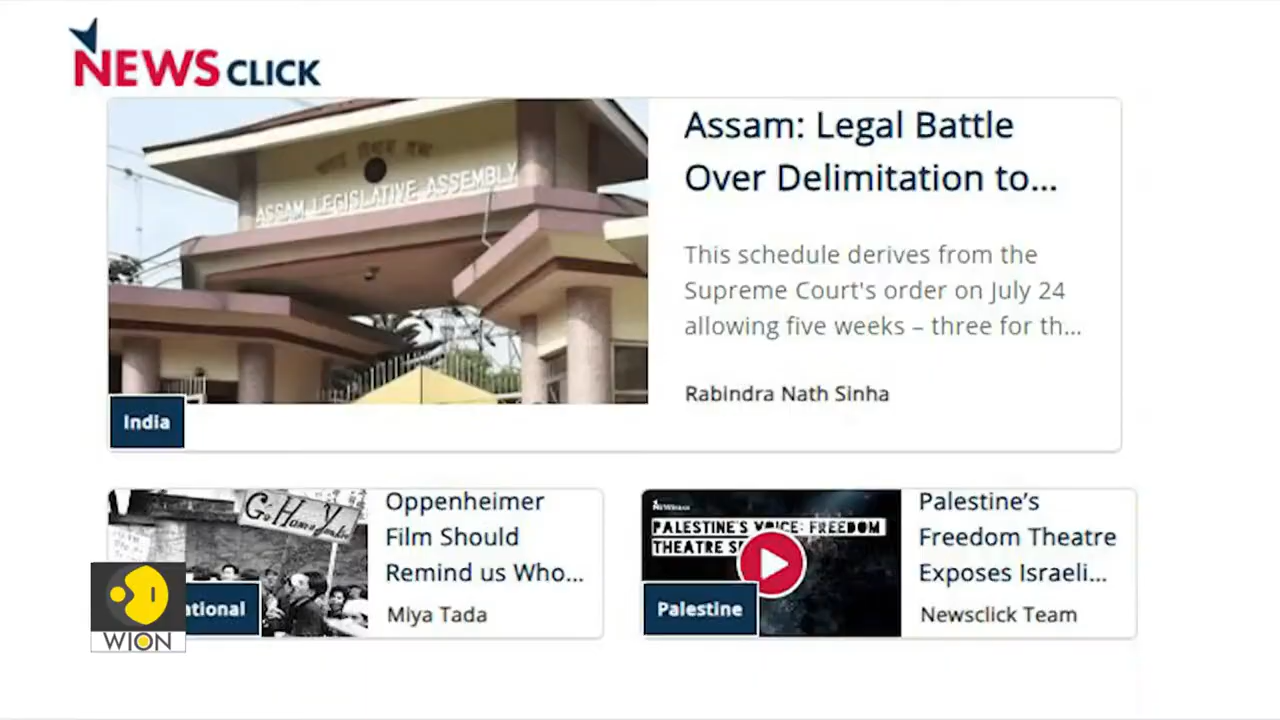 NEWSCLICK
ASSAM LEGISLATIVE ASSEMBLY
India
Assam: Legal Battle
Over Delimitation to...
This schedule derives from the
Supreme Court's order on July 24
allowing five weeks – three for th...
Rabindra Nath Sinha
Go Home Yankee
ational
Oppenheimer
Film Should
Remind us Who...
Miya Tada
WION
PALESTINE'S VOICE: FREEDOM
THEATRE S
Palestine
Palestine’s
Freedom Theatre
Exposes Israeli...
Newsclick Team